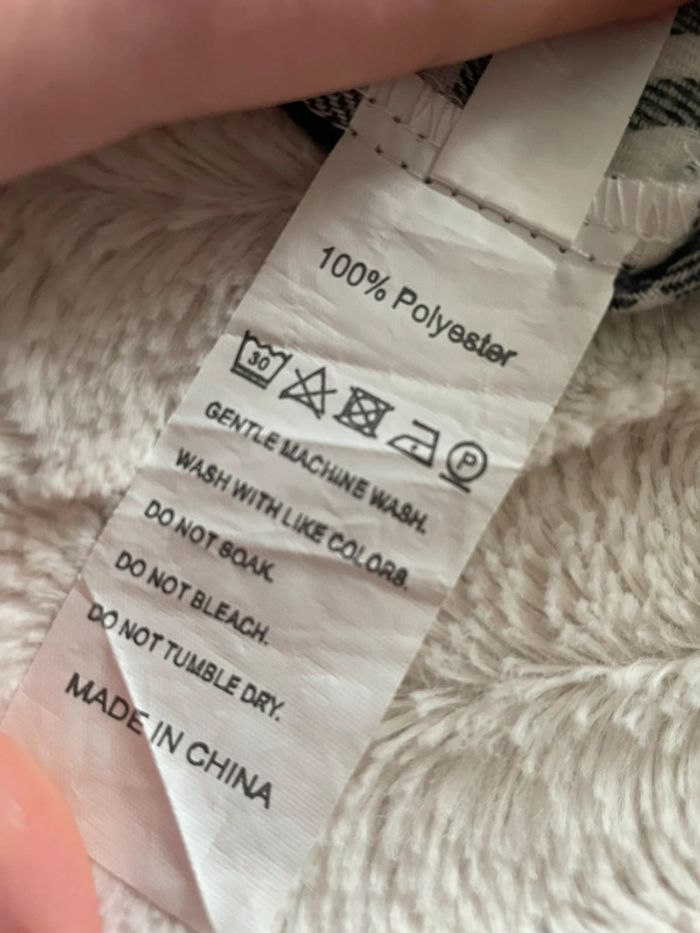 100% Polyester
30 P
GENTLE MACHINE WASH.
WASH WITH LIKE COLORS.
DO NOT SOAK.
DO NOT BLEACH.
DO NOT TUMBLE DRY.
MADE IN CHINA